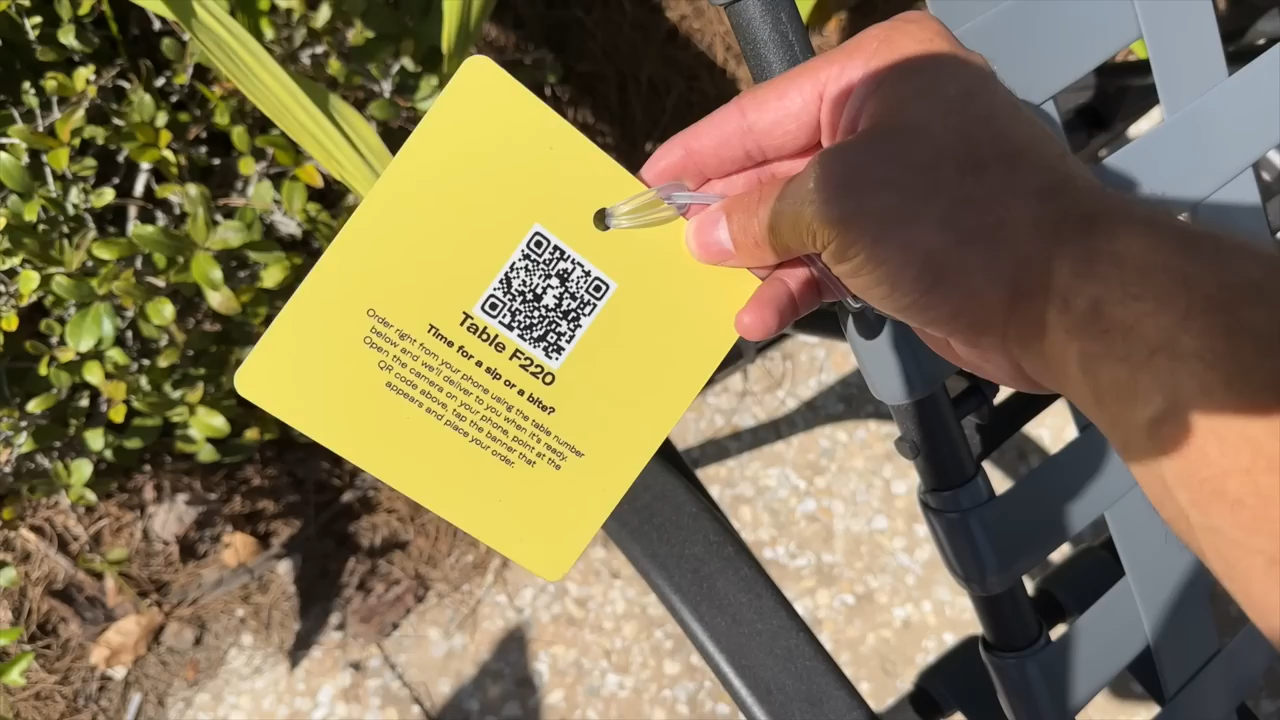 Table F220
Time for a sip or a bite?
Order right from your phone using the table number
below and we'll deliver to you when it's ready.
Open the camera on your phone, point at the
QR code above, tap the banner that
appears and place your order.